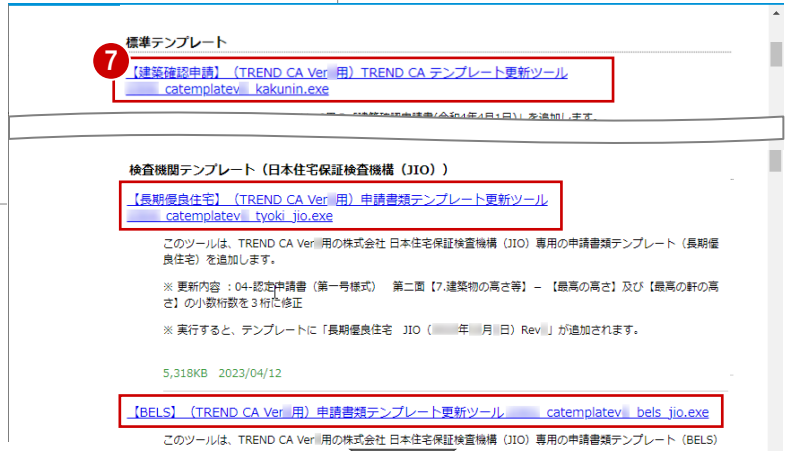 標準テンプレート
7
【建築確認申請】（TREND CA Ver 用）TREND CA テンプレート更新ツール
catemplatev kakunin.exe
を追加します。
検査機関テンプレート（日本住宅保証検査機構（JIO））
【長期優良住宅】（TREND CA Ver 用）申請書類テンプレート更新ツール
catemplatev tyoki_jio.exe
このツールは、TREND CA Ver 用の株式会社 日本住宅保証検査機構（JIO）専用の申請書類テンプレート（長期優
良住宅）を追加します。
※ 更新内容 ：04-認定申請書（第一号様式） 第二面【7.建築物の高さ等】－ 【最高の高さ】及び【最高の軒の高
さ】の小数桁数を３桁に修正
※ 実行すると、テンプレートに「長期優良住宅 JIO（ 年 月 日）Rev 」が追加されます。
5,318KB 2023/04/12
【BELS】（TREND CA Ver 用）申請書類テンプレート更新ツール catemplatev bels_jio.exe
このツールは、TREND CA Ver 用の株式会社 日本住宅保証検査機構（JIO）専用の申請書類テンプレート（BELS）